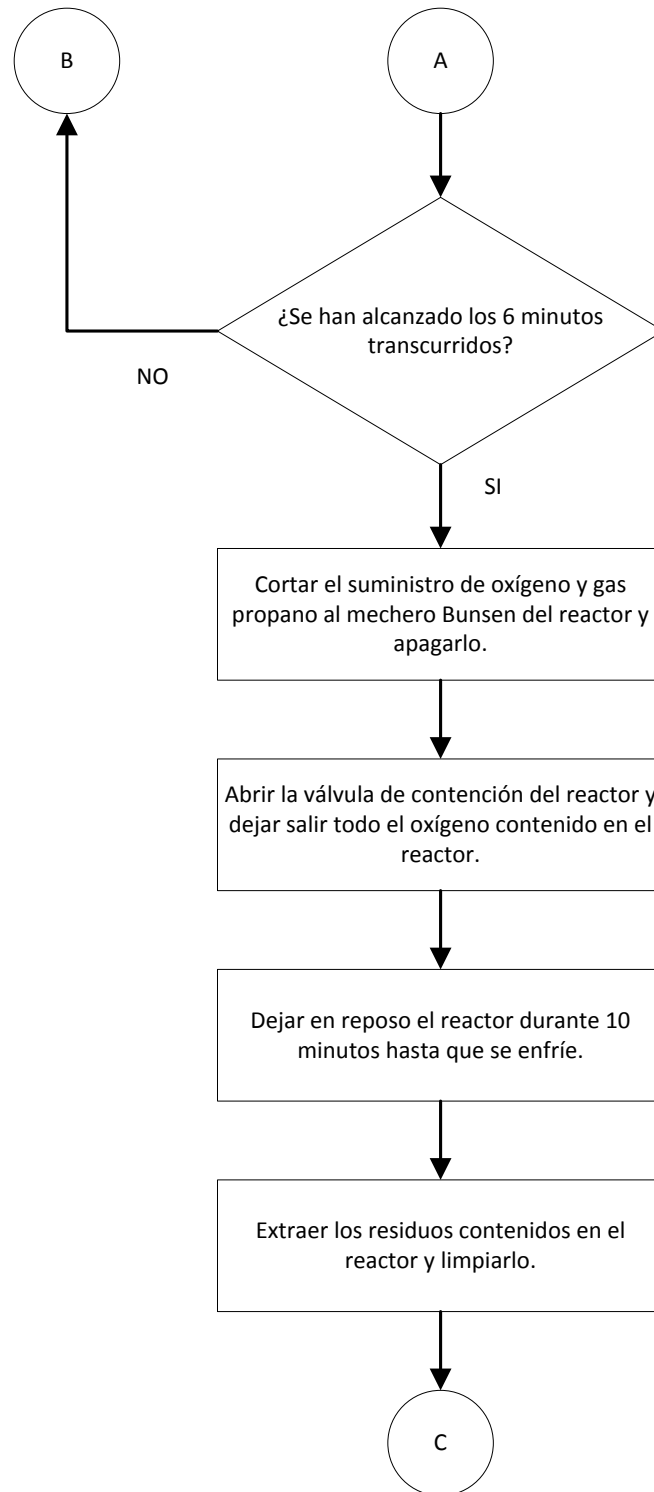 B
A
¿Se han alcanzado los 6 minutos
transcurridos?
NO
SI
Cortar el suministro de oxígeno y gas
propano al mechero Bunsen del reactor y
apagarlo.
Abrir la válvula de contención del reactor y
dejar salir todo el oxígeno contenido en el
reactor.
Dejar en reposo el reactor durante 10
minutos hasta que se enfríe.
Extraer los residuos contenidos en el
reactor y limpiarlo.
C